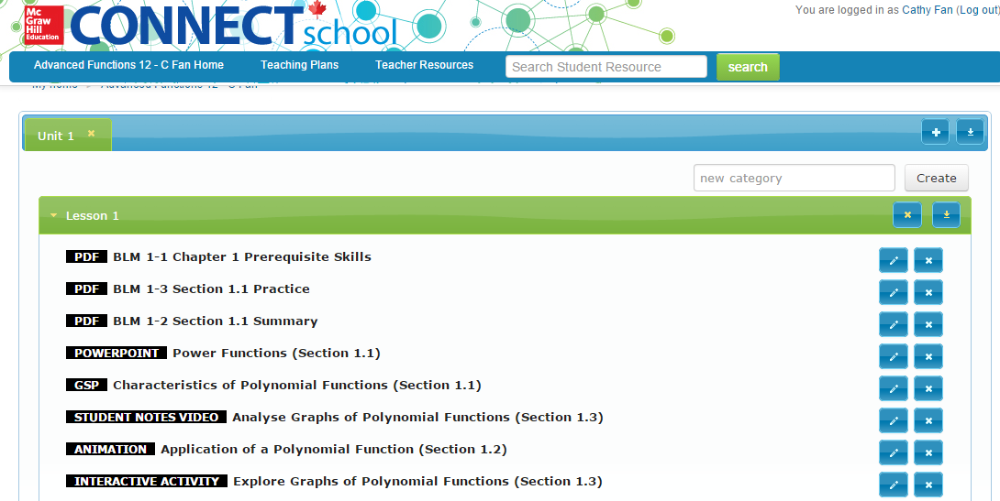 Mc
Graw
Hill
Education
CONNECT
school
You are logged in as Cathy Fan (Log out)
Advanced Functions 12 - C Fan Home Teaching Plans Teacher Resources Search Student Resource search
My home > Advanced Functions 12 - C Fan
Unit 1
new category Create
Lesson 1
PDF BLM 1-1 Chapter 1 Prerequisite Skills
PDF BLM 1-3 Section 1.1 Practice
PDF BLM 1-2 Section 1.1 Summary
POWERPOINT Power Functions (Section 1.1)
GSP Characteristics of Polynomial Functions (Section 1.1)
STUDENT NOTES VIDEO Analyse Graphs of Polynomial Functions (Section 1.3)
ANIMATION Application of a Polynomial Function (Section 1.2)
INTERACTIVE ACTIVITY Explore Graphs of Polynomial Functions (Section 1.3)